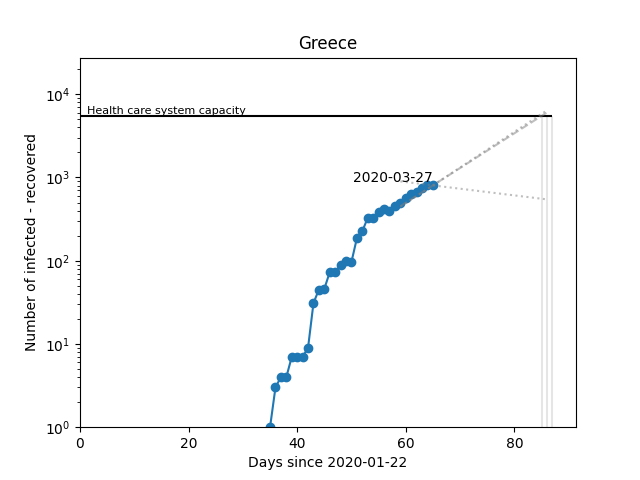 Greece
Number of infected - recovered
10^4
10^3
10^2
10^1
10^0
Health care system capacity
2020-03-27
0 20 40 60 80
Days since 2020-01-22